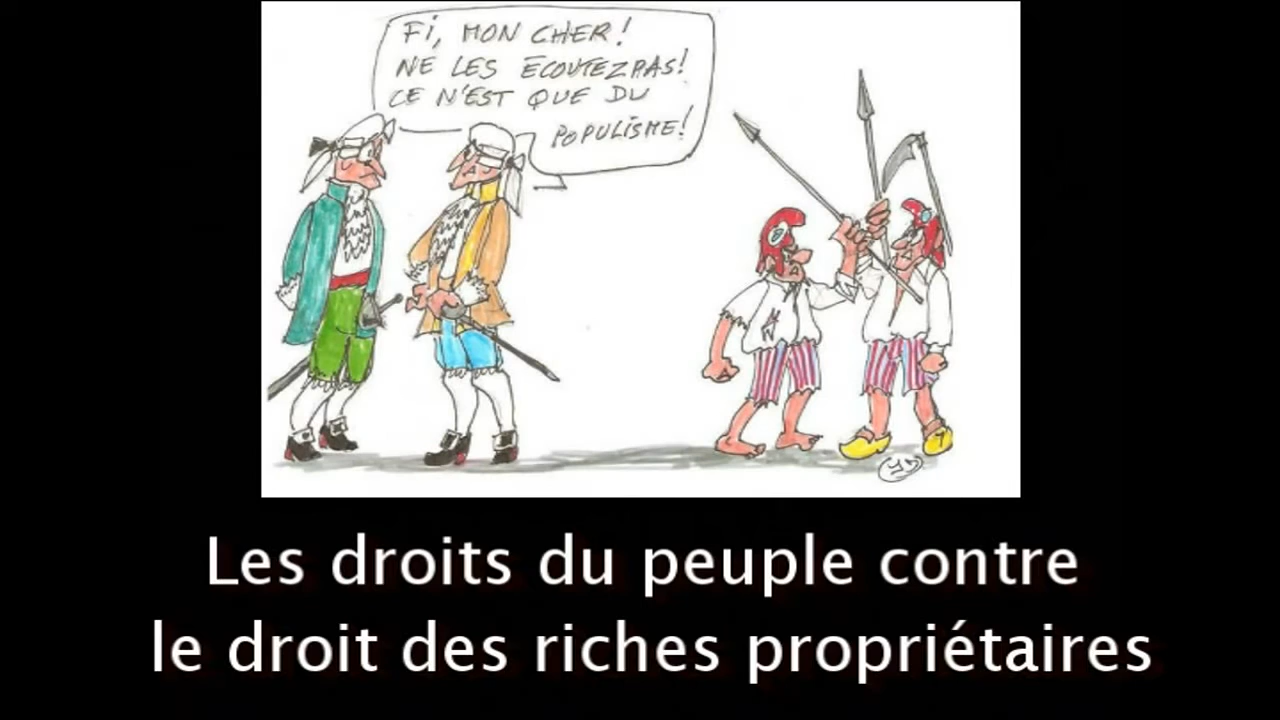 FI, MON CHER!
NE LES ECOUTEZ PAS!
CE N'EST QUE DU
POPULISME!
Les droits du peuple contre
le droit des riches propriétaires